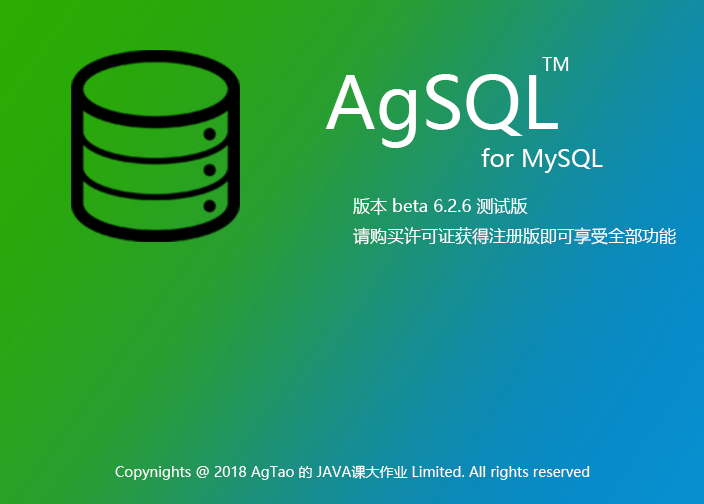 AgSQL™
for MySQL
版本 beta 6.2.6 测试版
请购买许可证获得注册版即可享受全部功能
Copynights @ 2018 AgTao 的 JAVA课大作业 Limited. All rights reserved